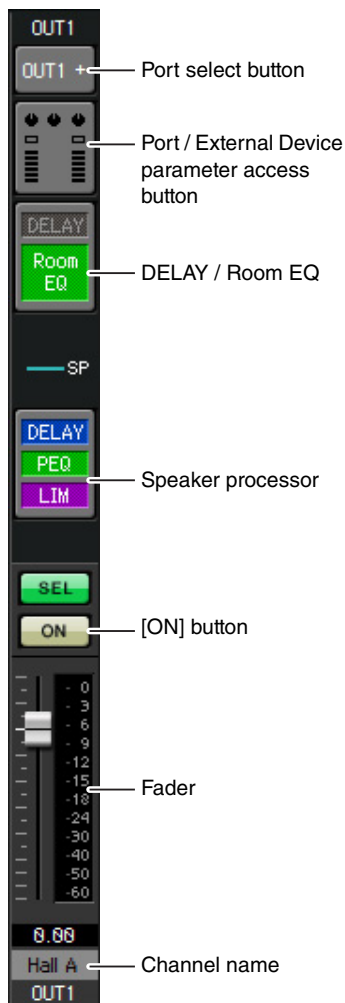 OUT1
OUT1 +
Port select button
Port / External Device
parameter access
button
DELAY
Room
EQ
DELAY / Room EQ
SP
DELAY
PEQ
LIM
Speaker processor
SEL
ON
[ON] button
0
3
6
9
-12
-15
-18
-24
-30
-40
-50
-60
Fader
0.00
Hall A
Channel name
OUT1